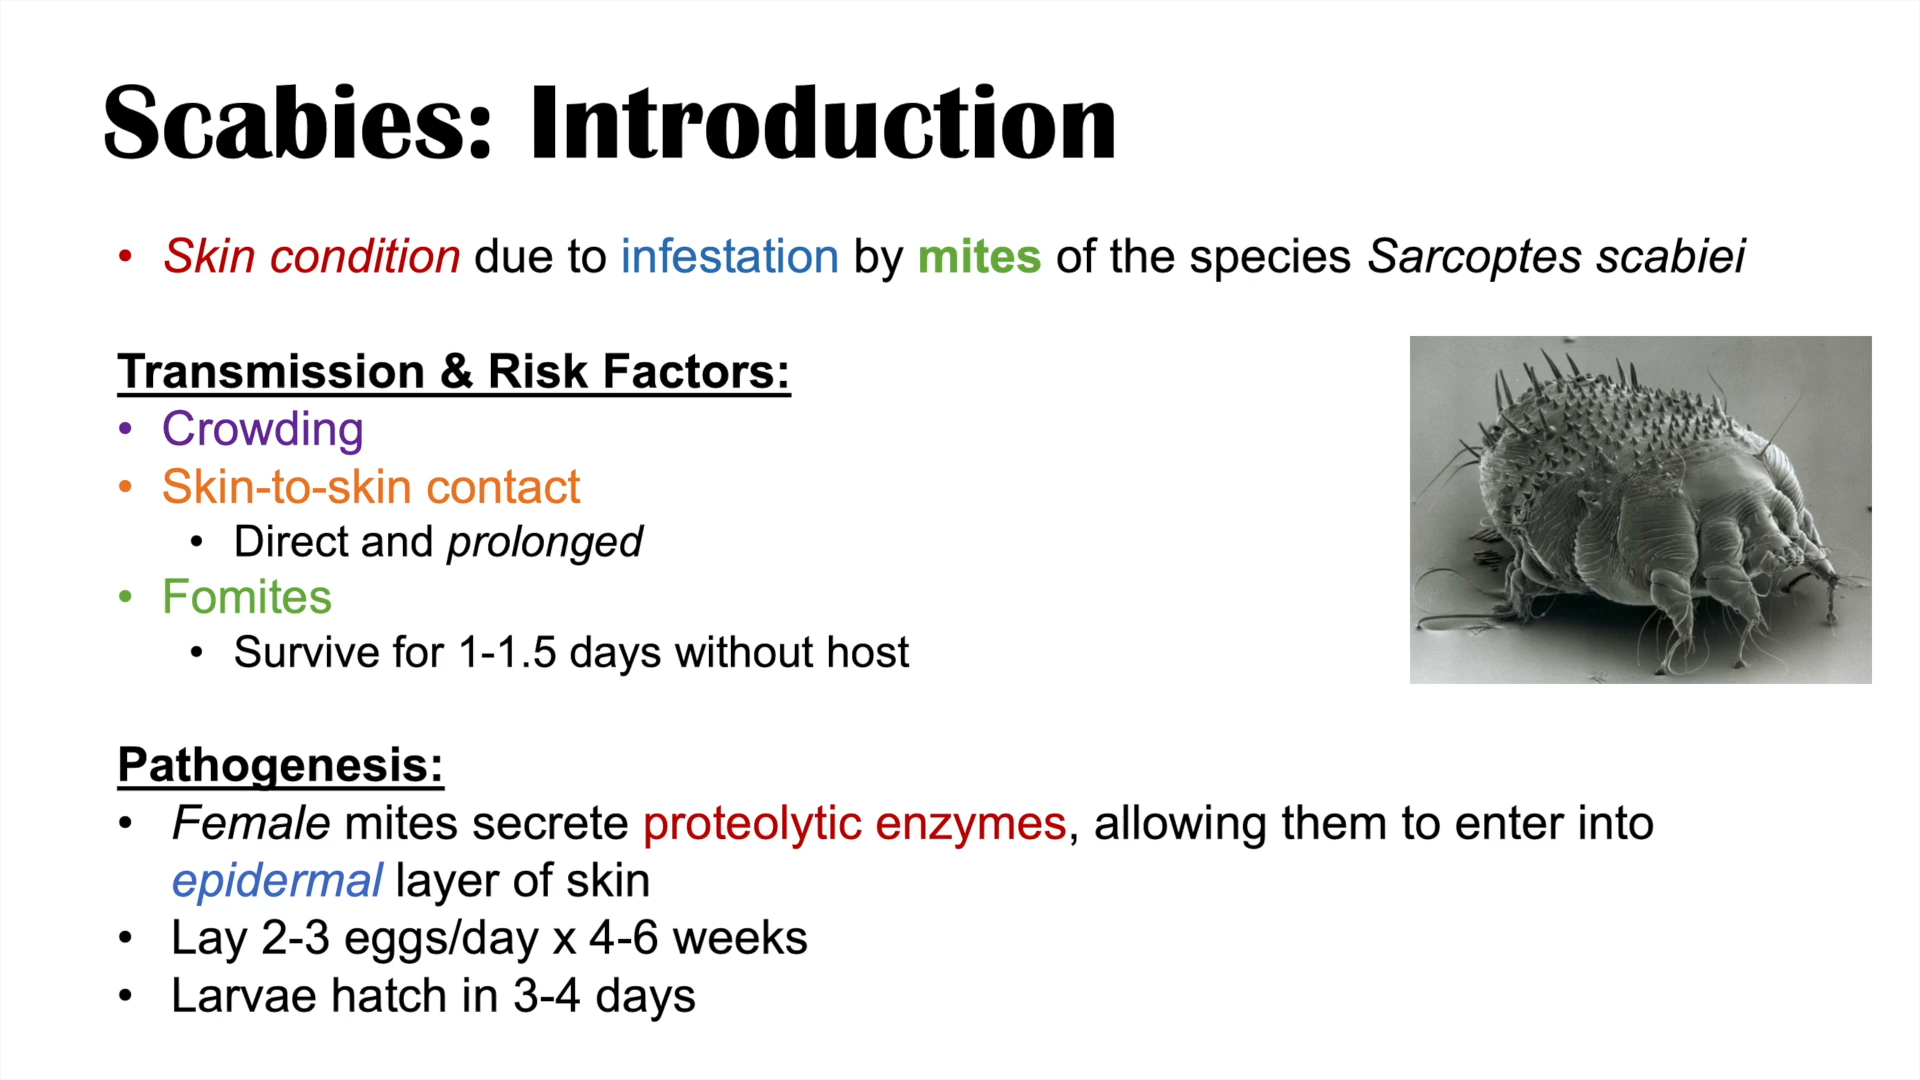 Scabies: Introduction
• Skin condition due to infestation by mites of the species Sarcoptes scabiei
Transmission & Risk Factors:
• Crowding
• Skin-to-skin contact
• Direct and prolonged
• Fomites
• Survive for 1-1.5 days without host
Pathogenesis:
• Female mites secrete proteolytic enzymes, allowing them to enter into
epidermal layer of skin
• Lay 2-3 eggs/day x 4-6 weeks
• Larvae hatch in 3-4 days